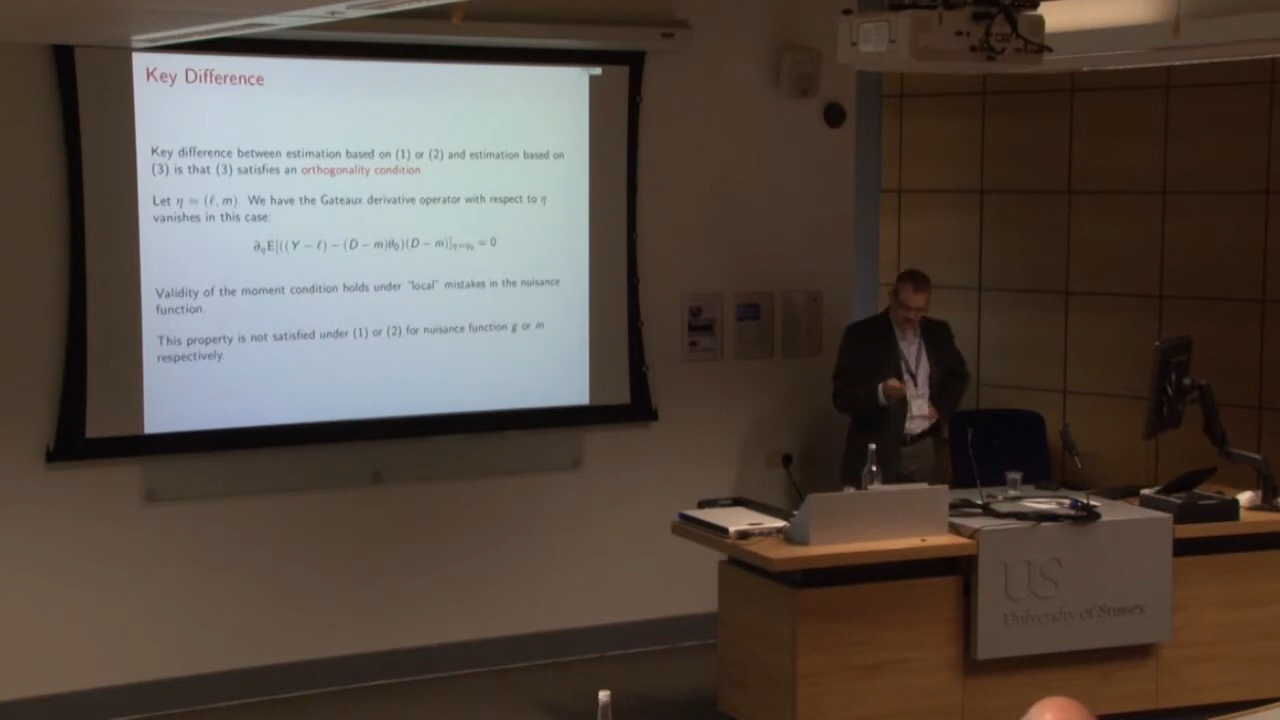 Key Difference
Key difference between estimation based on (1) or (2) and estimation based on
(3) is that (3) satisfies an orthogonality condition
Let η = (ℓ, m). We have the Gateaux derivative operator with respect to η
vanishes in this case:
∂ηE[((Y − ℓ) − (D − m)θ₀)(D − m)]|η=η₀ = 0
Validity of the moment condition holds under "local" mistakes in the nuisance
function.
This property is not satisfied under (1) or (2) for nuisance function g or m
respectively.
US
University of Sussex